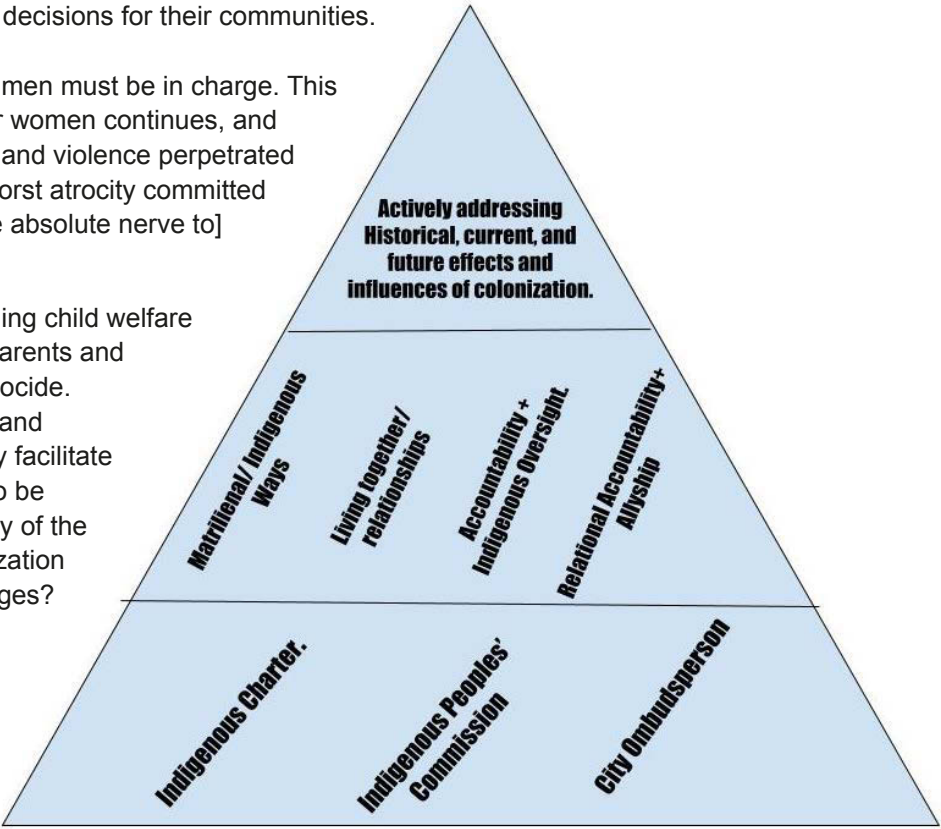 decisions for their communities.
men must be in charge. This
women continues, and
and violence perpetrated
orst atrocity committed
absolute nerve to]
ing child welfare
arents and
ocide.
and
facilitate
be
of the
zation
ges?
Actively addressing
Historical, current, and
future effects and
influences of colonization.
Matrilienal/ Indigenous
Ways
Living together/
relationships
Accountability +
Indigenous Oversight.
Relational Accountability+
Allyship
Indigenous Charter.
Indigenous Peoples'
Commission
City Ombudsperson